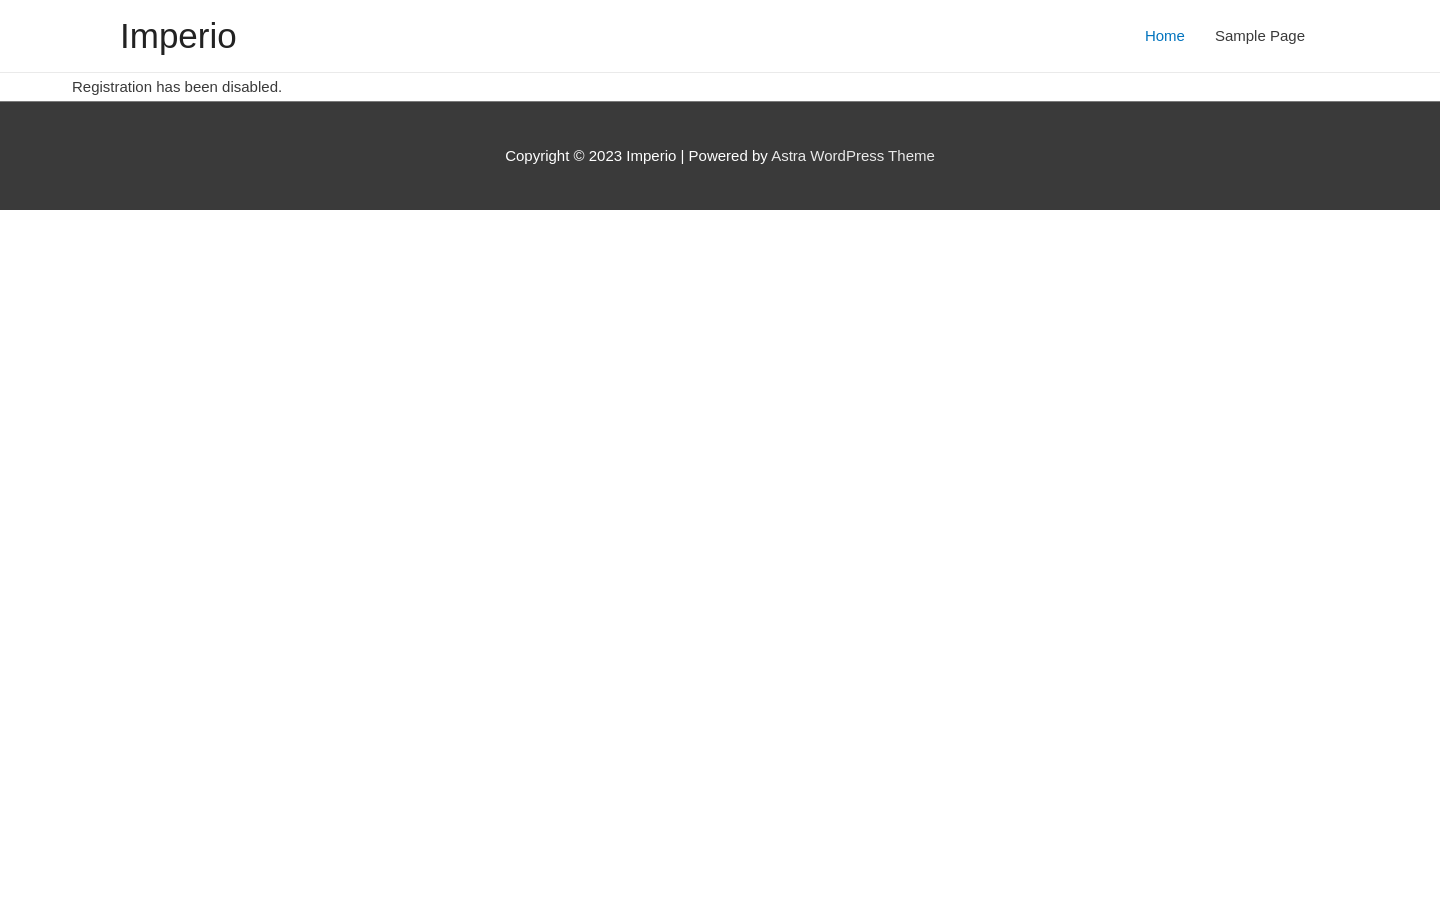 Imperio
Home
Sample Page
Registration has been disabled.
Copyright © 2023 Imperio | Powered by Astra WordPress Theme